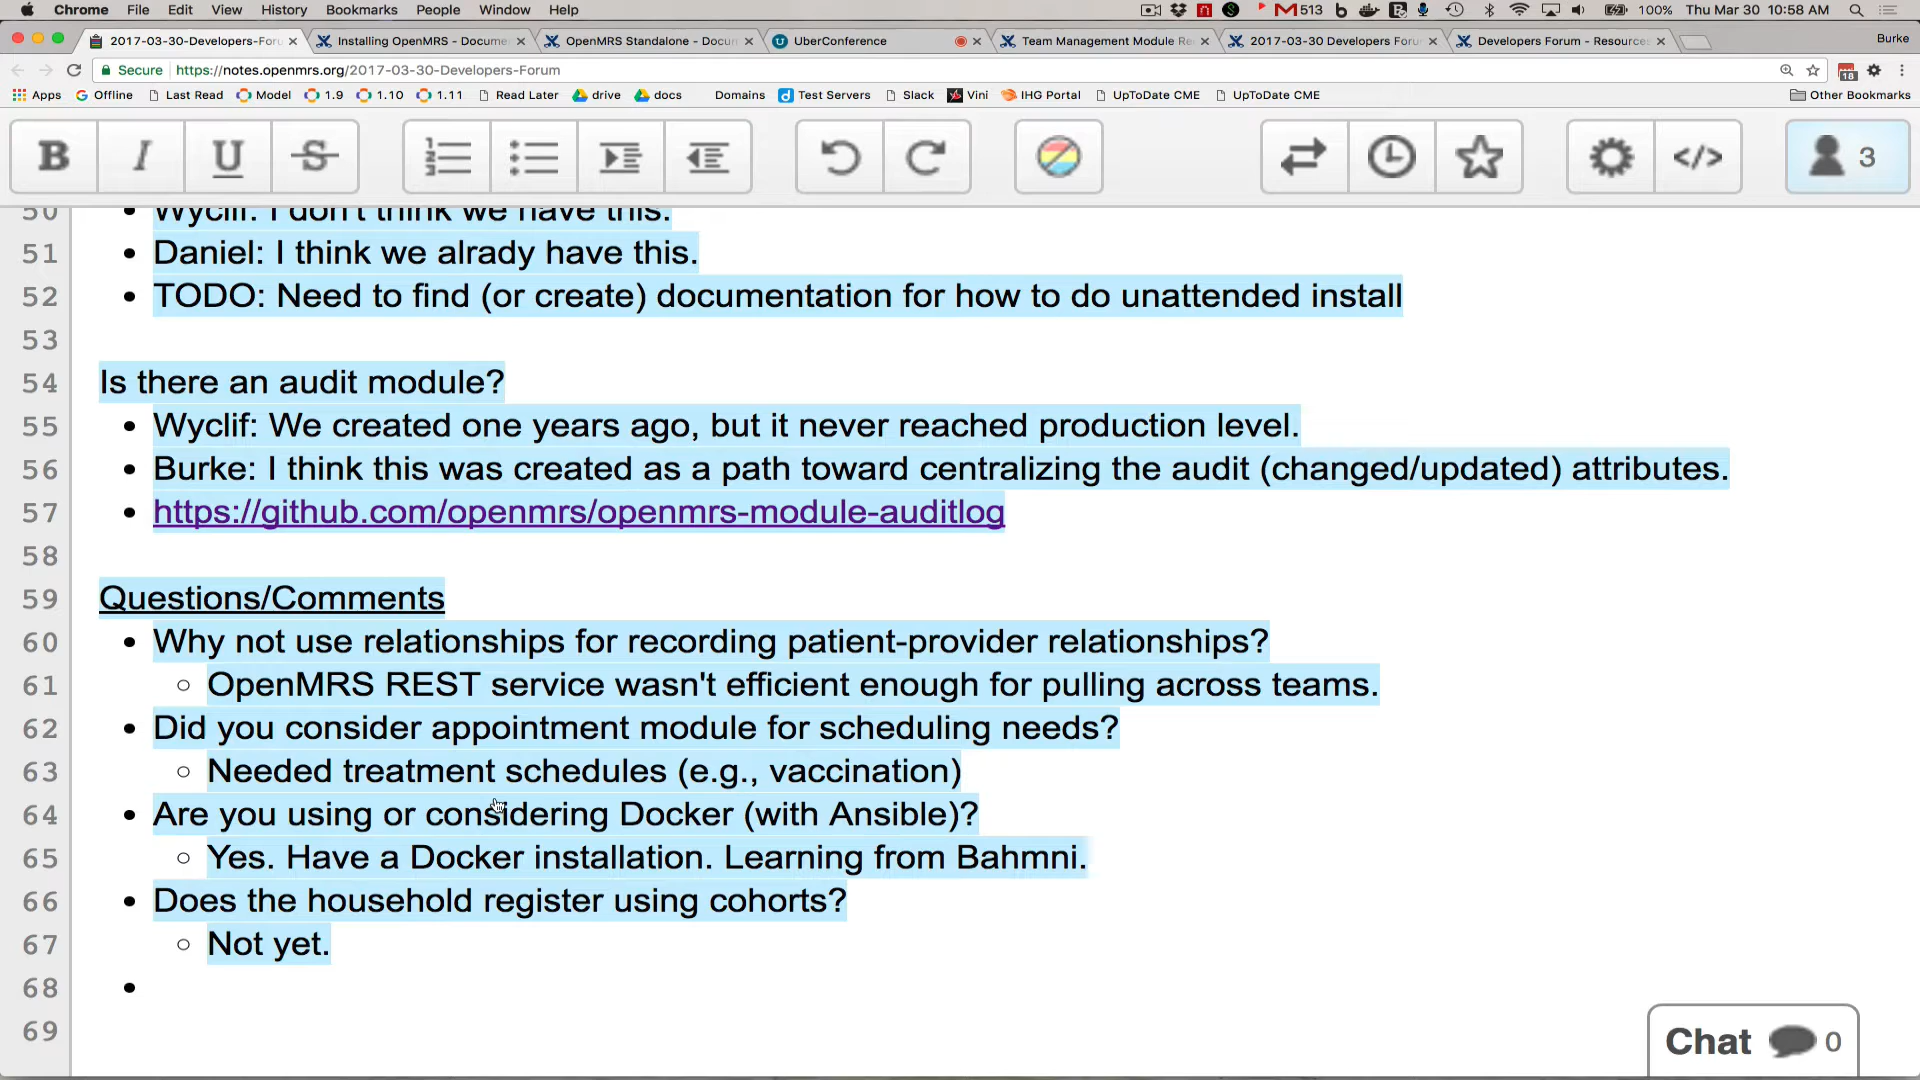 Chrome File Edit View History Bookmarks People Window Help 513 100% Thu Mar 30 10:58 AM
2017-03-30-Developers-Foru Installing OpenMRS - Docume OpenMRS Standalone - Docun UberConference Team Management Module Re 2017-03-30 Developers Foru Developers Forum - Resource Burke
Secure https://notes.openmrs.org/2017-03-30-Developers-Forum 18
Apps Offline Last Read Model 1.9 1.10 1.11 Read Later drive docs Domains Test Servers Slack Vini IHG Portal UpToDate CME UpToDate CME Other Bookmarks
B I U S </> 3
50 Wyclif: I don't think we have this.
51 Daniel: I think we alrady have this.
52 TODO: Need to find (or create) documentation for how to do unattended install
53
54 Is there an audit module?
55 Wyclif: We created one years ago, but it never reached production level.
56 Burke: I think this was created as a path toward centralizing the audit (changed/updated) attributes.
57 https://github.com/openmrs/openmrs-module-auditlog
58
59 Questions/Comments
60 Why not use relationships for recording patient-provider relationships?
61 OpenMRS REST service wasn't efficient enough for pulling across teams.
62 Did you consider appointment module for scheduling needs?
63 Needed treatment schedules (e.g., vaccination)
64 Are you using or considering Docker (with Ansible)?
65 Yes. Have a Docker installation. Learning from Bahmni.
66 Does the household register using cohorts?
67 Not yet.
68
69
Chat 0